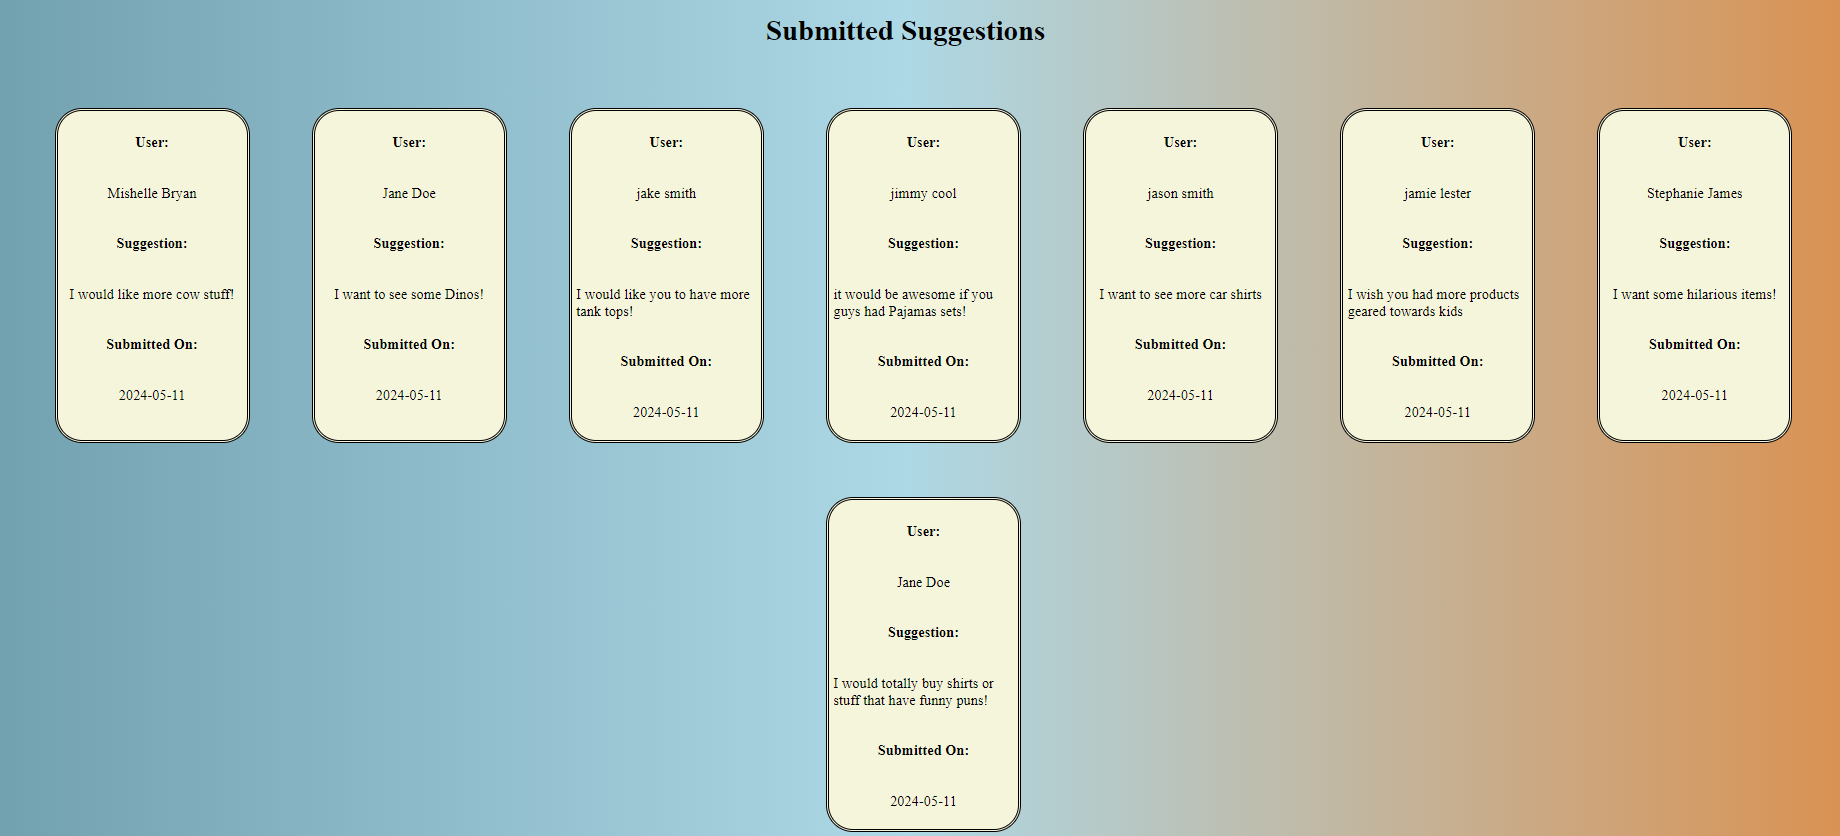 Submitted Suggestions
User:
Mishelle Bryan
Suggestion:
I would like more cow stuff!
Submitted On:
2024-05-11
User:
Jane Doe
Suggestion:
I want to see some Dinos!
Submitted On:
2024-05-11
User:
jake smith
Suggestion:
I would like you to have more
tank tops!
Submitted On:
2024-05-11
User:
jimmy cool
Suggestion:
it would be awesome if you
guys had Pajamas sets!
Submitted On:
2024-05-11
User:
jason smith
Suggestion:
I want to see more car shirts
Submitted On:
2024-05-11
User:
jamie lester
Suggestion:
I wish you had more products
geared towards kids
Submitted On:
2024-05-11
User:
Stephanie James
Suggestion:
I want some hilarious items!
Submitted On:
2024-05-11
User:
Jane Doe
Suggestion:
I would totally buy shirts or
stuff that have funny puns!
Submitted On:
2024-05-11